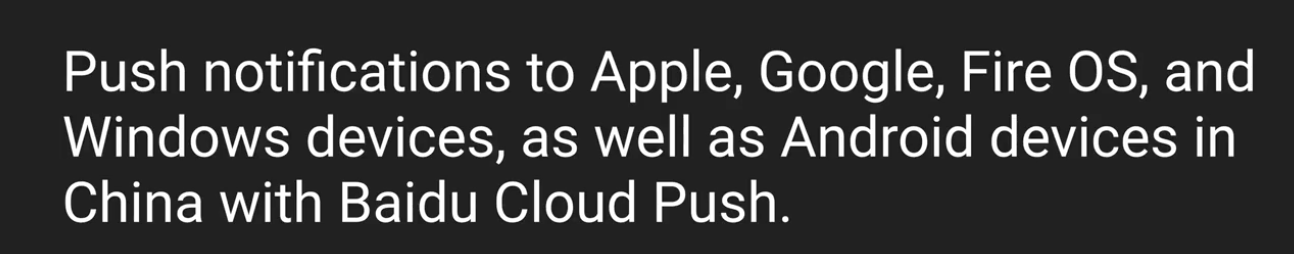 Push notifications to Apple, Google, Fire OS, and
Windows devices, as well as Android devices in
China with Baidu Cloud Push.